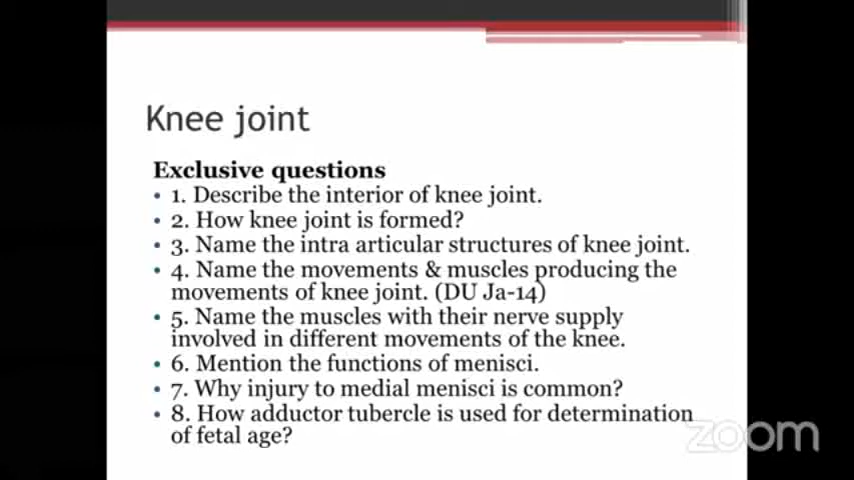 Knee joint
Exclusive questions
• 1. Describe the interior of knee joint.
• 2. How knee joint is formed?
• 3. Name the intra articular structures of knee joint.
• 4. Name the movements & muscles producing the
movements of knee joint. (DU Ja-14)
• 5. Name the muscles with their nerve supply
involved in different movements of the knee.
• 6. Mention the functions of menisci.
• 7. Why injury to medial menisci is common?
• 8. How adductor tubercle is used for determination
of fetal age?
zoom